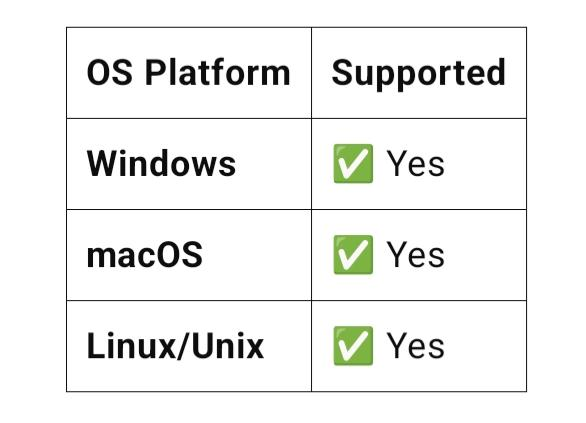 OS Platform Supported
Windows ✅ Yes
macOS ✅ Yes
Linux/Unix ✅ Yes